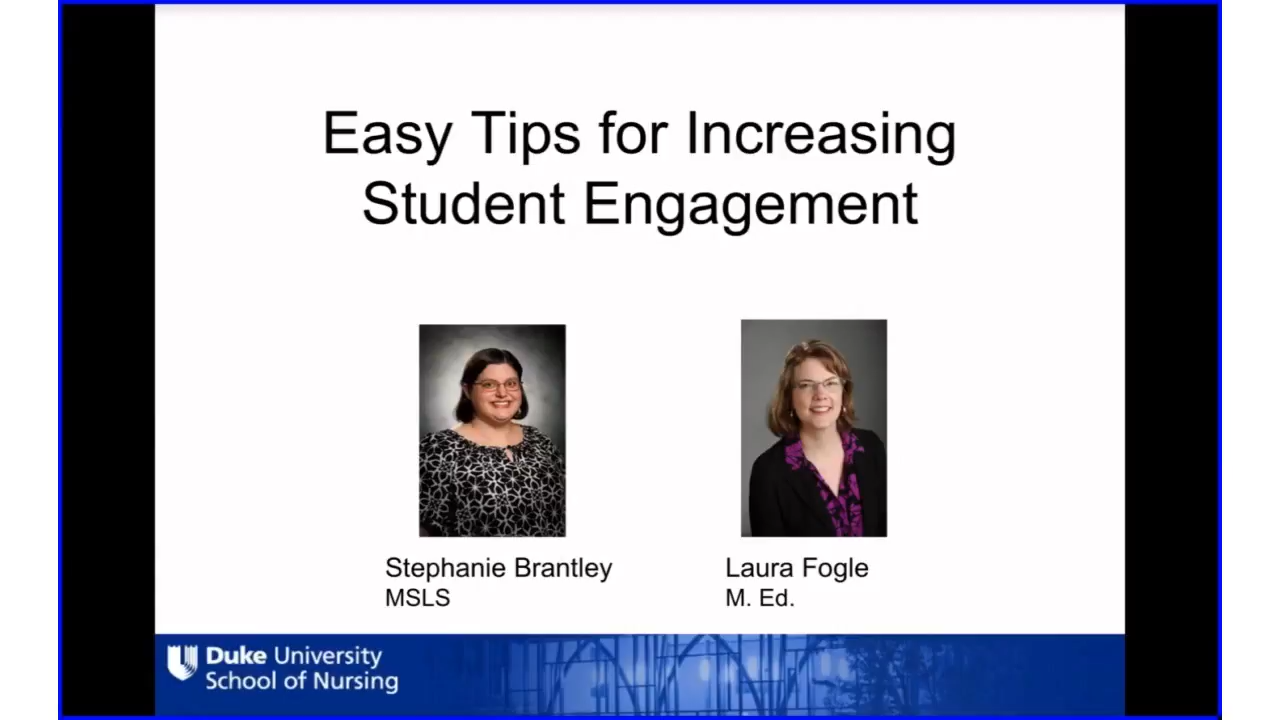 Easy Tips for Increasing
Student Engagement
Stephanie Brantley
MSLS
Laura Fogle
M. Ed.
Duke University
School of Nursing